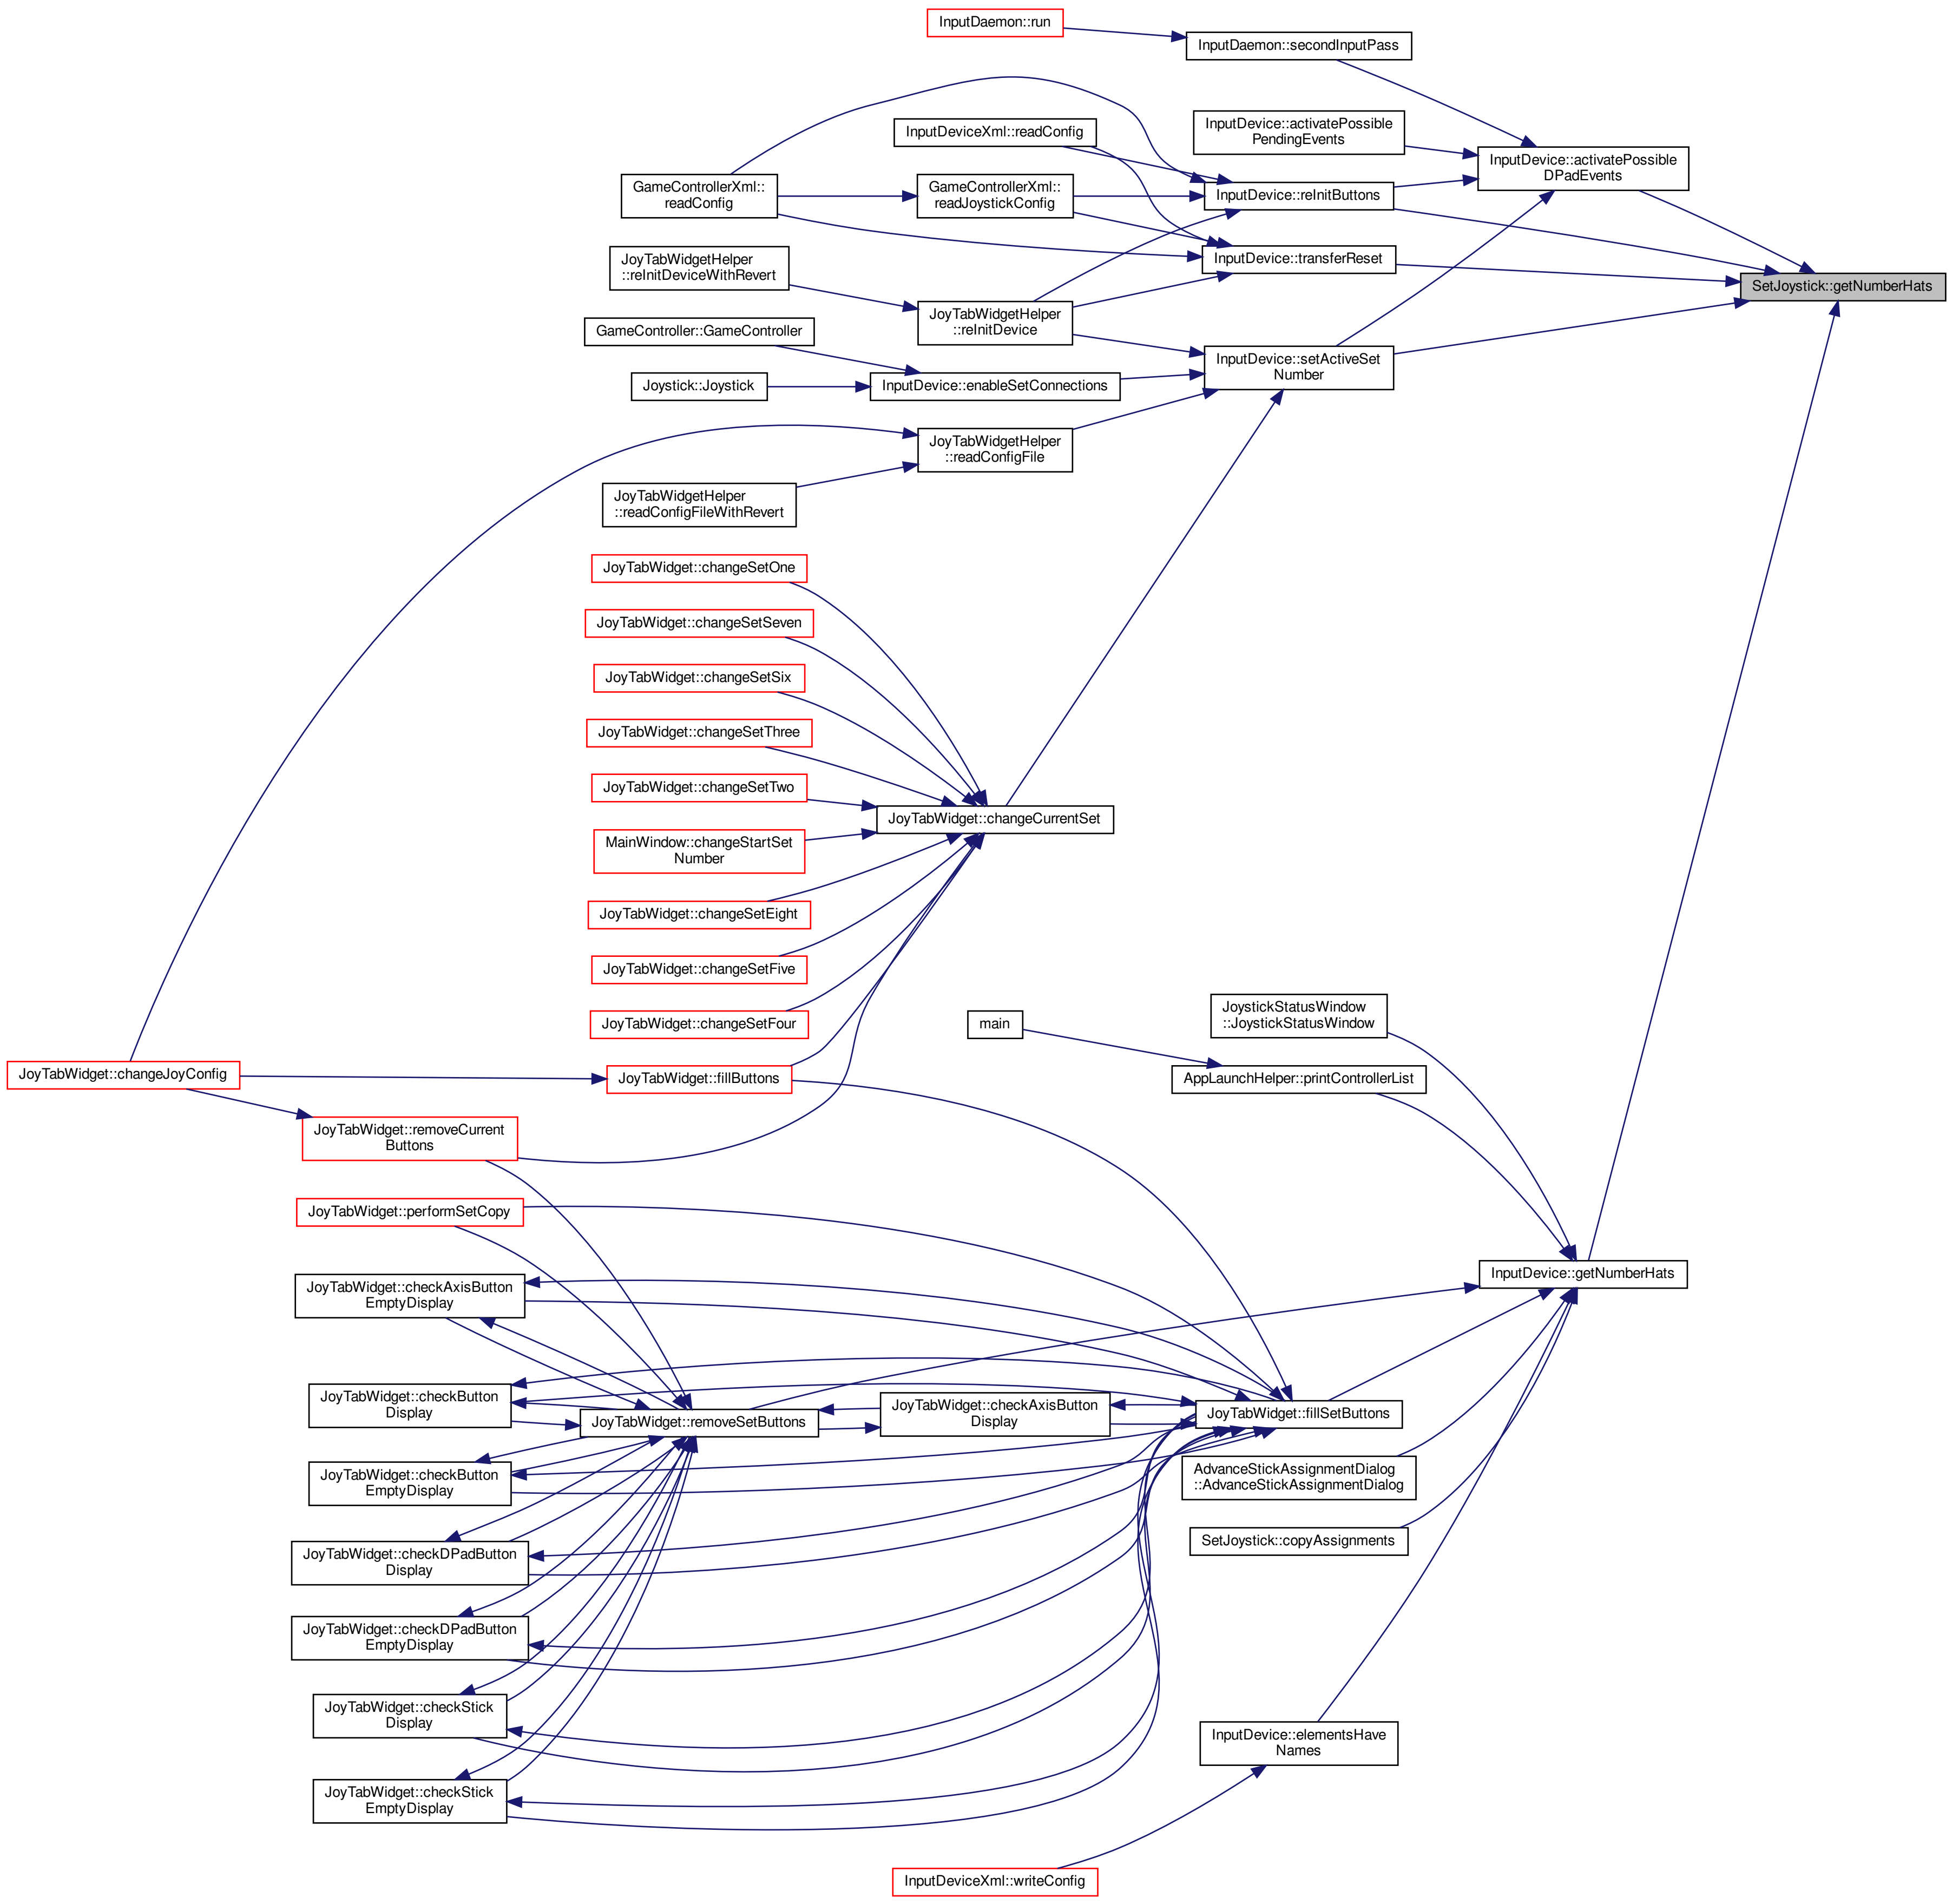 InputDaemon::run
InputDaemon::secondInputPass
InputDevice::activatePossible
PendingEvents
InputDeviceXml::readConfig
InputDevice::activatePossible
DPadEvents
GameControllerXml::
readConfig
GameControllerXml::
readJoystickConfig
InputDevice::reInitButtons
JoyTabWidgetHelper
::reInitDeviceWithRevert
InputDevice::transferReset
SetJoystick::getNumberHats
JoyTabWidgetHelper
::reInitDevice
GameController::GameController
InputDevice::setActiveSet
Number
Joystick::Joystick
InputDevice::enableSetConnections
JoyTabWidgetHelper
::readConfigFile
JoyTabWidgetHelper
::readConfigFileWithRevert
JoyTabWidget::changeSetOne
JoyTabWidget::changeSetSeven
JoyTabWidget::changeSetSix
JoyTabWidget::changeSetThree
JoyTabWidget::changeSetTwo
JoyTabWidget::changeCurrentSet
MainWindow::changeStartSet
Number
JoyTabWidget::changeSetEight
JoyTabWidget::changeSetFive
JoystickStatusWindow
::JoystickStatusWindow
JoyTabWidget::changeSetFour
main
JoyTabWidget::changeJoyConfig
JoyTabWidget::fillButtons
AppLaunchHelper::printControllerList
JoyTabWidget::removeCurrent
Buttons
JoyTabWidget::performSetCopy
InputDevice::getNumberHats
JoyTabWidget::checkAxisButton
EmptyDisplay
JoyTabWidget::checkButton
Display
JoyTabWidget::removeSetButtons
JoyTabWidget::checkAxisButton
Display
JoyTabWidget::fillSetButtons
JoyTabWidget::checkButton
EmptyDisplay
AdvanceStickAssignmentDialog
::AdvanceStickAssignmentDialog
SetJoystick::copyAssignments
JoyTabWidget::checkDPadButton
Display
JoyTabWidget::checkDPadButton
EmptyDisplay
JoyTabWidget::checkStick
Display
InputDevice::elementsHave
Names
JoyTabWidget::checkStick
EmptyDisplay
InputDeviceXml::writeConfig